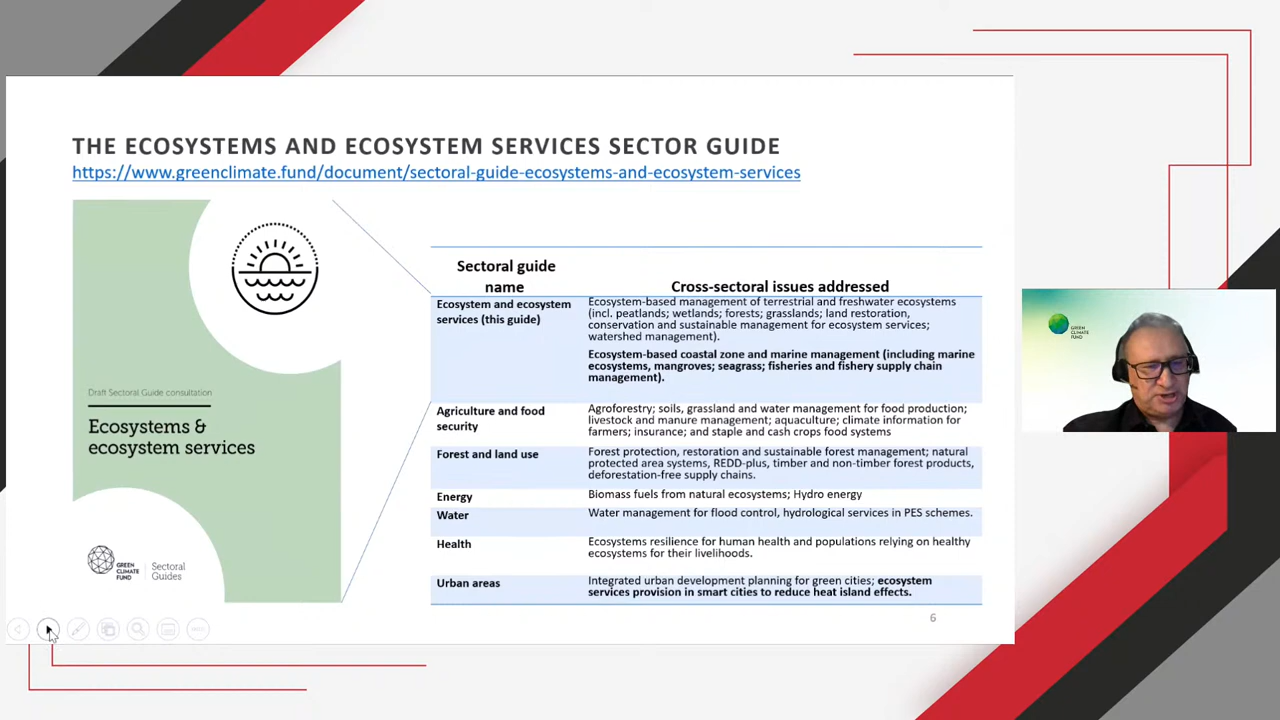 THE ECOSYSTEMS AND ECOSYSTEM SERVICES SECTOR GUIDE
https://www.greenclimate.fund/document/sectoral-guide-ecosystems-and-ecosystem-services
Draft Sectoral Guide consultation
Ecosystems &
ecosystem services
GREEN
CLIMATE
FUND
Sectoral
Guides
Sectoral guide
name
Cross-sectoral issues addressed
Ecosystem and ecosystem
services (this guide)
Ecosystem-based management of terrestrial and freshwater ecosystems
(incl. peatlands; wetlands; forests; grasslands; land restoration,
conservation and sustainable management for ecosystem services;
watershed management).
Ecosystem-based coastal zone and marine management (including marine
ecosystems, mangroves; seagrass; fisheries and fishery supply chain
management).
Agriculture and food
security
Agroforestry; soils, grassland and water management for food production;
livestock and manure management; aquaculture; climate information for
farmers; insurance; and staple and cash crops food systems
Forest and land use
Forest protection, restoration and sustainable forest management; natural
protected area systems, REDD-plus, timber and non-timber forest products,
deforestation-free supply chains.
Energy
Biomass fuels from natural ecosystems; Hydro energy
Water
Water management for flood control, hydrological services in PES schemes.
Health
Ecosystems resilience for human health and populations relying on healthy
ecosystems for their livelihoods.
Urban areas
Integrated urban development planning for green cities; ecosystem
services provision in smart cities to reduce heat island effects.
6
GREEN
CLIMATE
FUND